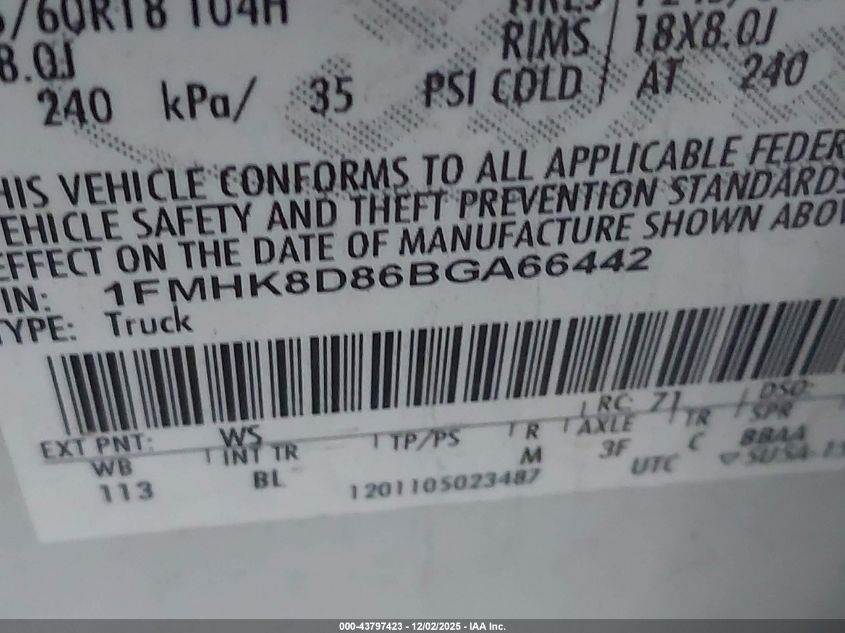 /60R18 104H
RIMS 18X8.0J
8.0J
240 kPa/ 35 PSI COLD AT 240
HIS VEHICLE CONFORMS TO ALL APPLICABLE FEDER
EHICLE SAFETY AND THEFT PREVENTION STANDARDS
EFFECT ON THE DATE OF MANUFACTURE SHOWN ABOV
IN: 1FMHK8D86BGA66442
TYPE: Truck
EXT PNT: RC: 71 DSO:
WB WS INT TR TP/PS R AXLE TR SPR
113 BL M 3F C BBAA
1201105023487 UTC
000-43797423 - 12/02/2025 - IAA Inc.